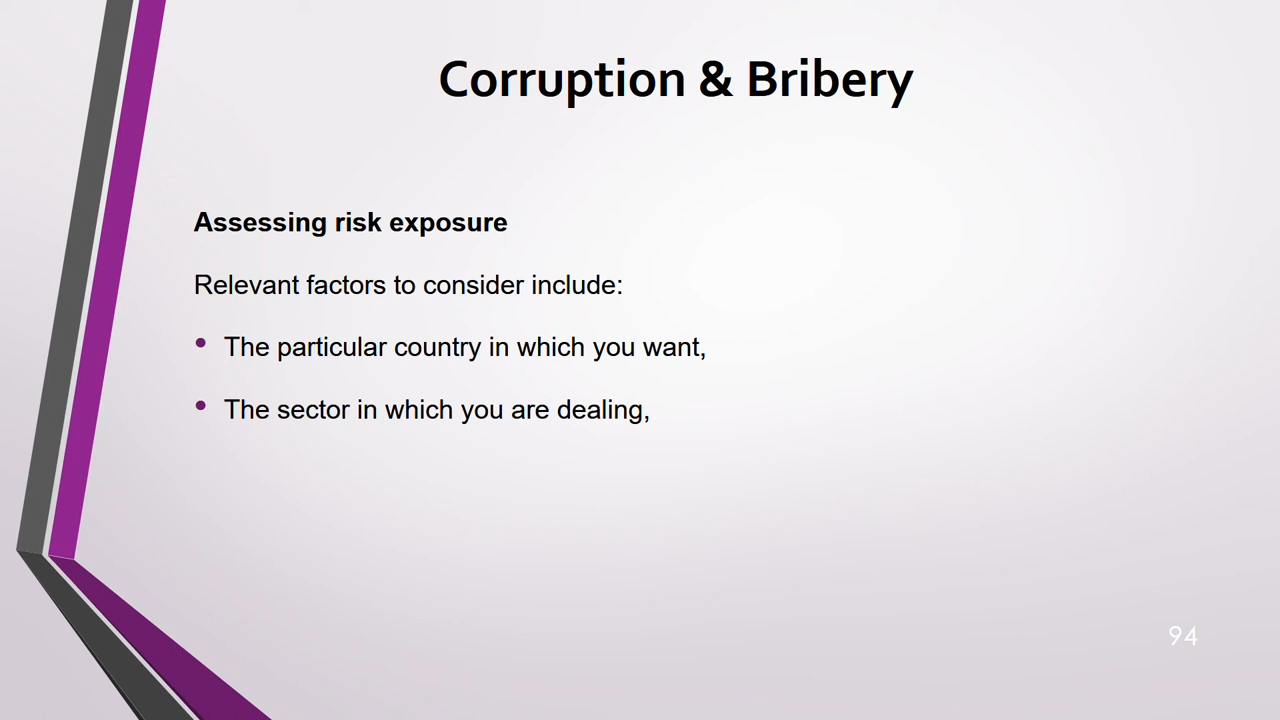 Corruption & Bribery
Assessing risk exposure
Relevant factors to consider include:
• The particular country in which you want,
• The sector in which you are dealing,
94